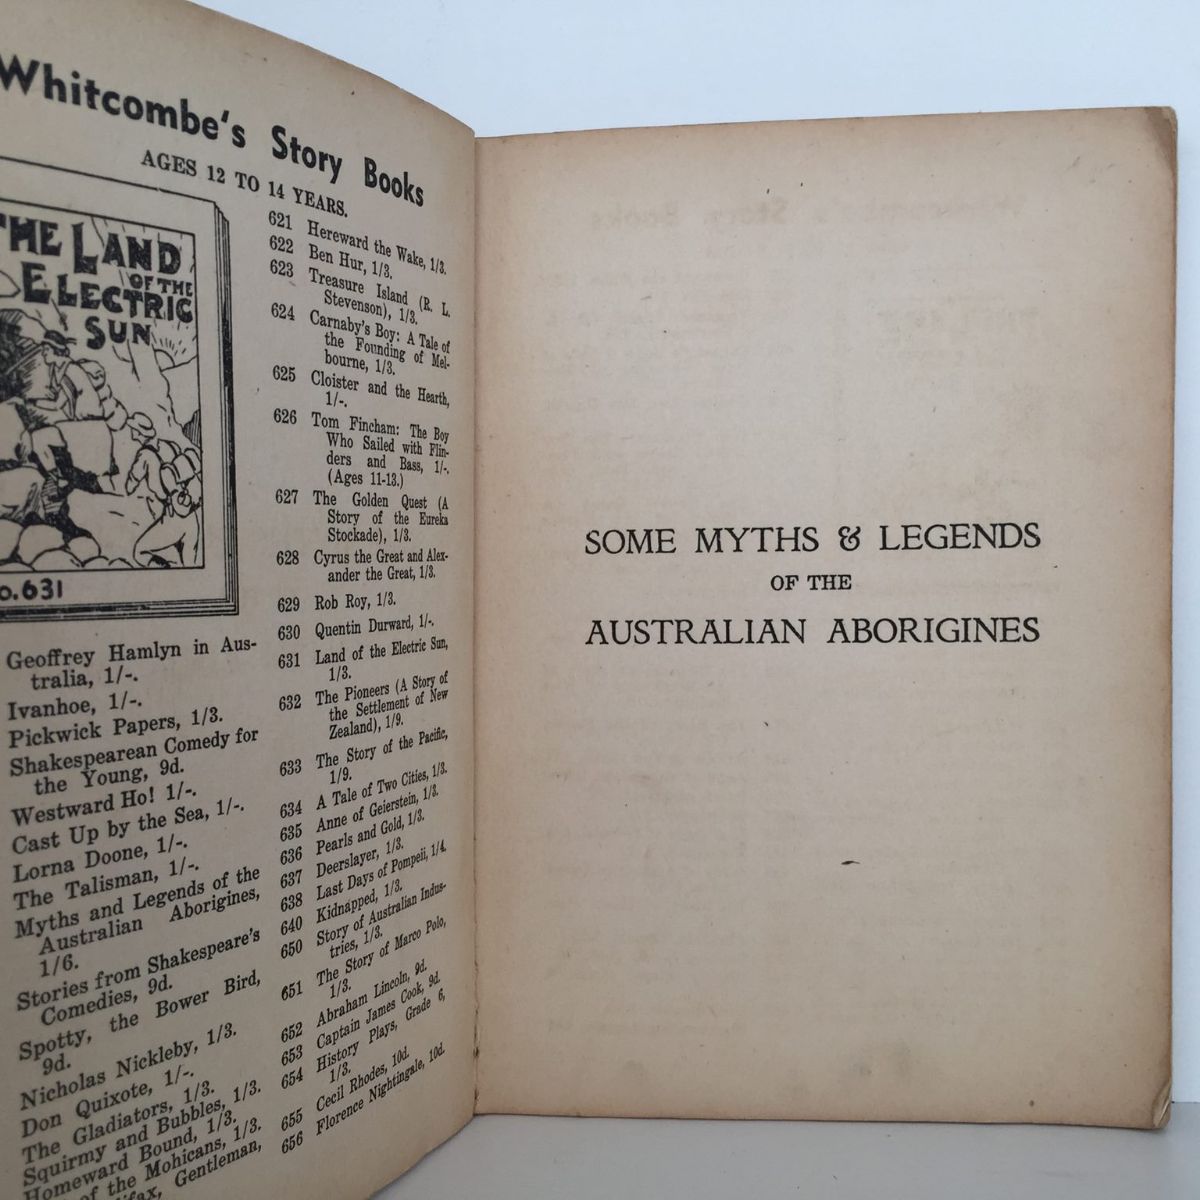 Whitcombe's Story Books
AGES 12 TO 14 YEARS.
THE LAND
OF THE
ELECTRIC
SUN
o.631
Geoffrey Hamlyn in Aus-
tralia, 1/-.
Ivanhoe, 1/-.
Pickwick Papers, 1/3.
Shakespearean Comedy for
the Young, 9d.
Westward Ho! 1/-.
Cast Up by the Sea, 1/-.
Lorna Doone, 1/-.
The Talisman, 1/-.
Myths and Legends of the
Australian Aborigines,
1/6.
Stories from Shakespeare's
Comedies, 9d.
Spotty, the Bower Bird,
9d.
Nicholas Nickleby, 1/3.
Don Quixote, 1/-.
The Gladiators, 1/3.
Squirmy and Bubbles, 1/3.
Homeward Bound, 1/3.
of the Mohicans, 1/3.
Gentleman,
621 Hereward the Wake, 1/3.
622 Ben Hur, 1/3.
623 Treasure Island (R. L.
Stevenson), 1/3.
624 Carnaby's Boy: A Tale of
the Founding of Mel-
bourne, 1/3.
625 Cloister and the Hearth,
1/-.
626 Tom Fincham: The Boy
Who Sailed with Flin-
ders and Bass, 1/-.
(Ages 11-13.)
627 The Golden Quest (A
Story of the Eureka
Stockade), 1/3.
628 Cyrus the Great and Alex-
ander the Great, 1/3.
629 Rob Roy, 1/3.
630 Quentin Durward, 1/-.
631 Land of the Electric Sun,
1/3.
632 The Pioneers (A Story of
the Settlement of New
Zealand), 1/9.
633 The Story of the Pacific,
1/9.
634 A Tale of Two Cities, 1/3.
635 Anne of Geierstein, 1/3.
636 Pearls and Gold, 1/3.
637 Deerslayer, 1/3.
638 Last Days of Pompeii, 1/4.
640 Kidnapped, 1/3.
650 Story of Australian Indus-
tries, 1/3.
651 The Story of Marco Polo,
1/3.
652 Abraham Lincoln, 9d.
653 Captain James Cook, 9d.
654 History Plays, Grade 6,
1/3.
655 Cecil Rhodes, 10d.
656 Florence Nightingale, 10d.
SOME MYTHS & LEGENDS
OF THE
AUSTRALIAN ABORIGINES